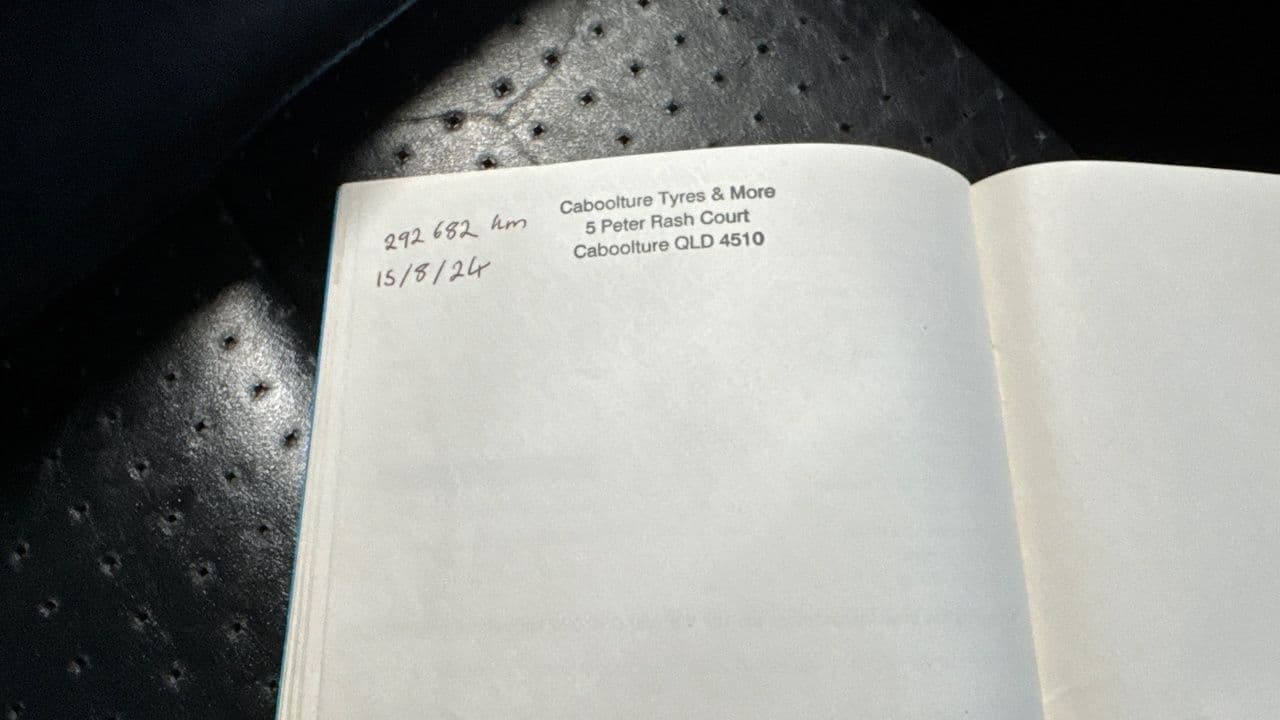 292 682 km
15/8/24
Caboolture Tyres & More
5 Peter Rash Court
Caboolture QLD 4510